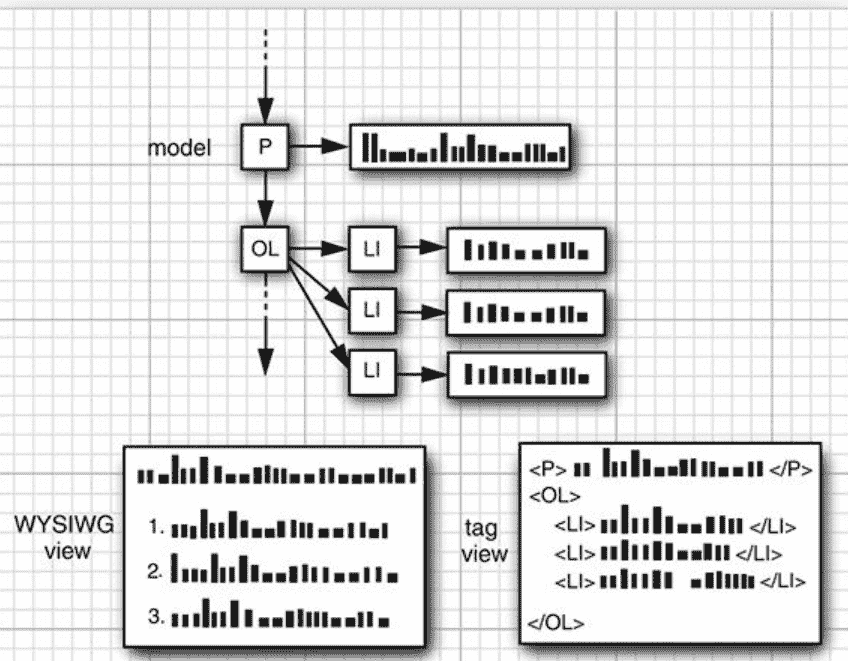 model
P
OL
LI
LI
LI
WYSIWG
view
1.
2.
3.
tag
view
<P> </P>
<OL>
<LI> </LI>
<LI> </LI>
<LI> </LI>
</OL>